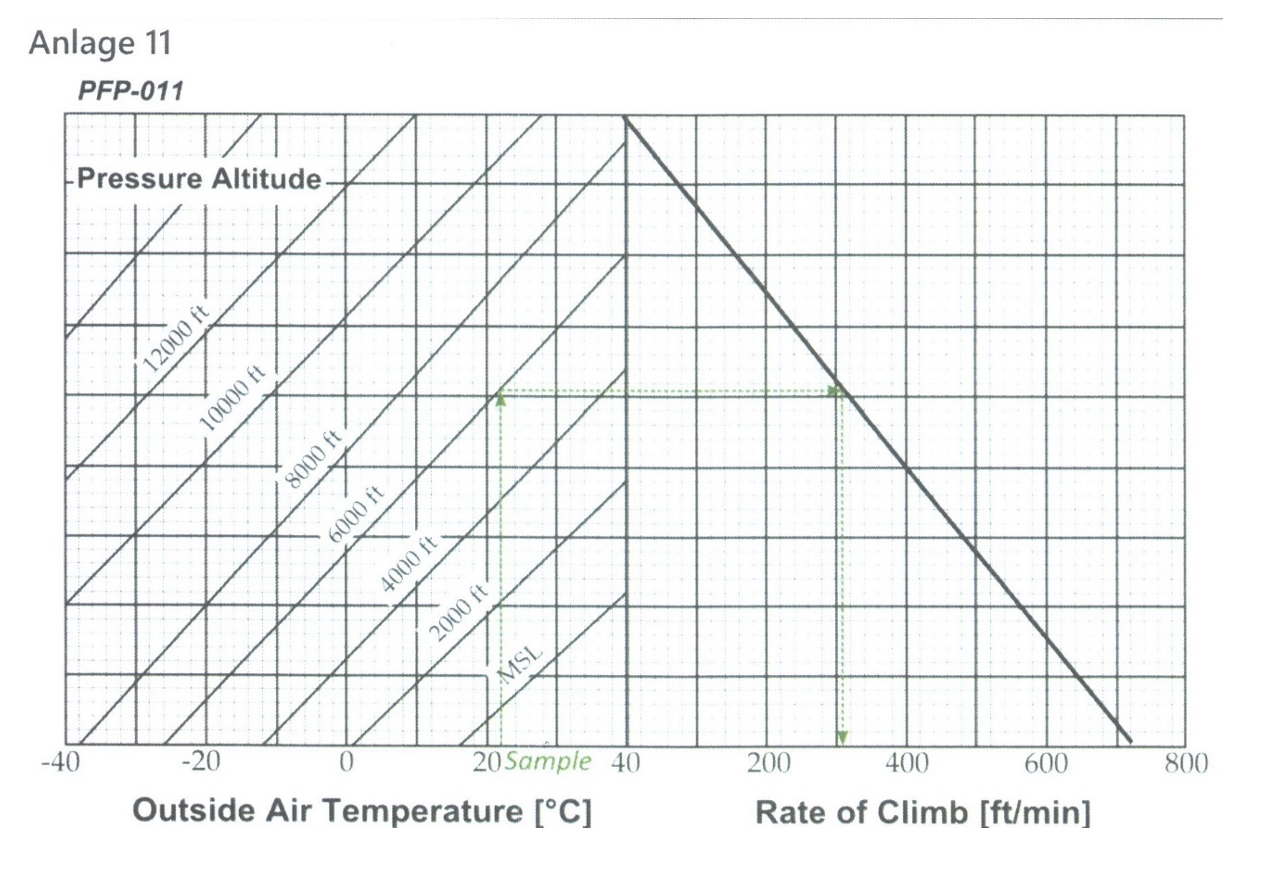 Anlage 11
PFP-011
Pressure Altitude
12000 ft
10000 ft
8000 ft
6000 ft
4000 ft
2000 ft
MSL
-40 -20 0 20 Sample 40 200 400 600 800
Outside Air Temperature [°C] Rate of Climb [ft/min]